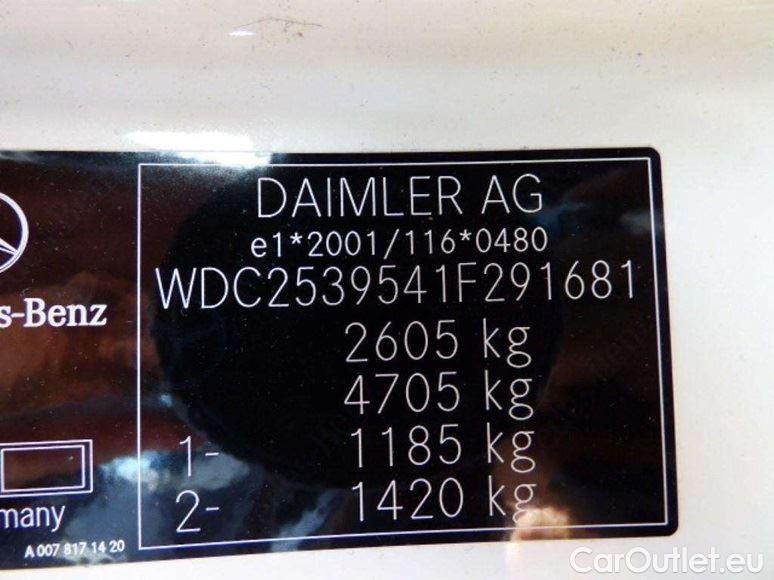 DAIMLER AG
e1*2001/116*0480
WDC2539541F291681
2605 kg
4705 kg
1- 1185 kg
2- 1420 kg
s-Benz
many
A 007 817 14 20
CarOutlet.eu